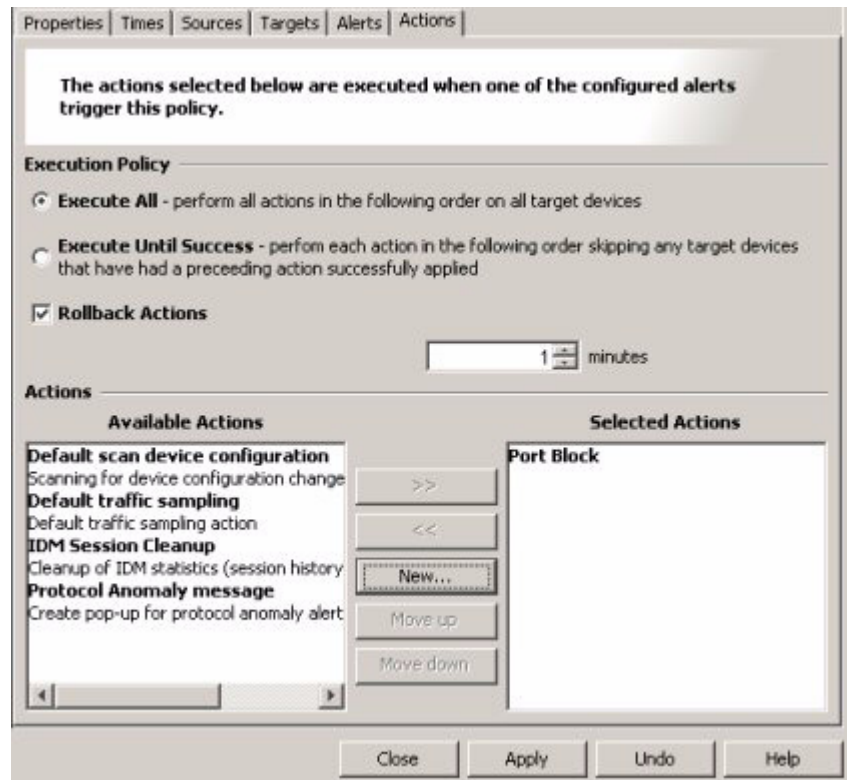 Properties Times Sources Targets Alerts Actions
The actions selected below are executed when one of the configured alerts
trigger this policy.
Execution Policy
Execute All - perform all actions in the following order on all target devices
Execute Until Success - perfom each action in the following order skipping any target devices
that have had a preceeding action successfully applied
Rollback Actions
1 minutes
Actions
Available Actions
Default scan device configuration
Scanning for device configuration change
Default traffic sampling
Default traffic sampling action
IDM Session Cleanup
Cleanup of IDM statistics (session history
Protocol Anomaly message
Create pop-up for protocol anomaly alert
>>
<<
New...
Move up
Move down
Selected Actions
Port Block
Close Apply Undo Help